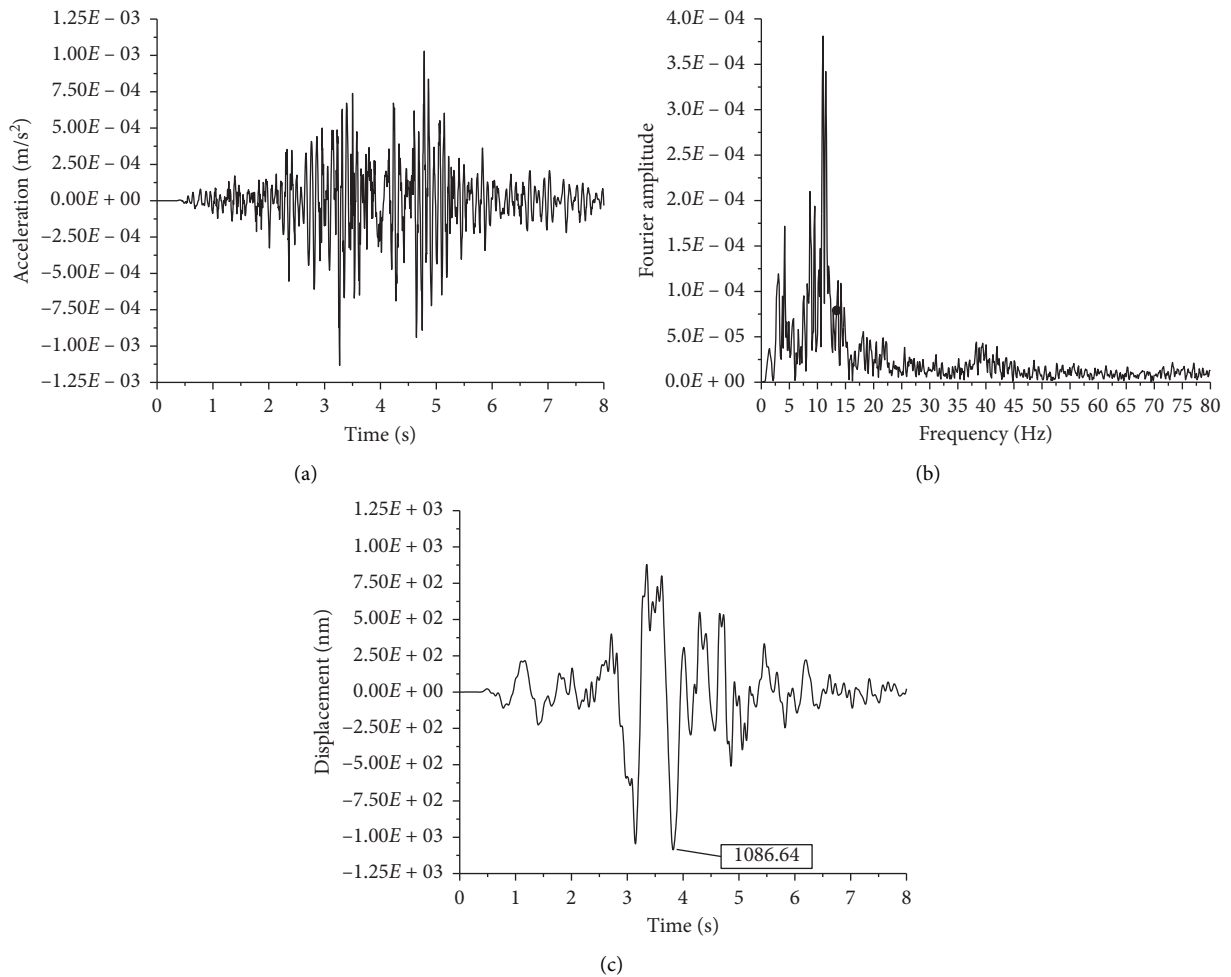 1.25E – 03
1.00E – 03
7.50E – 04
5.00E – 04
2.50E – 04
0.00E + 00
–2.50E – 04
–5.00E – 04
–7.50E – 04
–1.00E – 03
–1.25E – 03
Acceleration (m/s²)
0 1 2 3 4 5 6 7 8
Time (s)
(a)
4.0E – 04
3.5E – 04
3.0E – 04
2.5E – 04
2.0E – 04
1.5E – 04
1.0E – 04
5.0E – 05
0.0E + 00
Fourier amplitude
0 5 10 15 20 25 30 35 40 45 50 55 60 65 70 75 80
Frequency (Hz)
(b)
1.25E + 03
1.00E + 03
7.50E + 02
5.00E + 02
2.50E + 02
0.00E + 00
–2.50E + 02
–5.00E + 02
–7.50E + 02
–1.00E + 03
–1.25E + 03
Displacement (nm)
1086.64
0 1 2 3 4 5 6 7 8
Time (s)
(c)